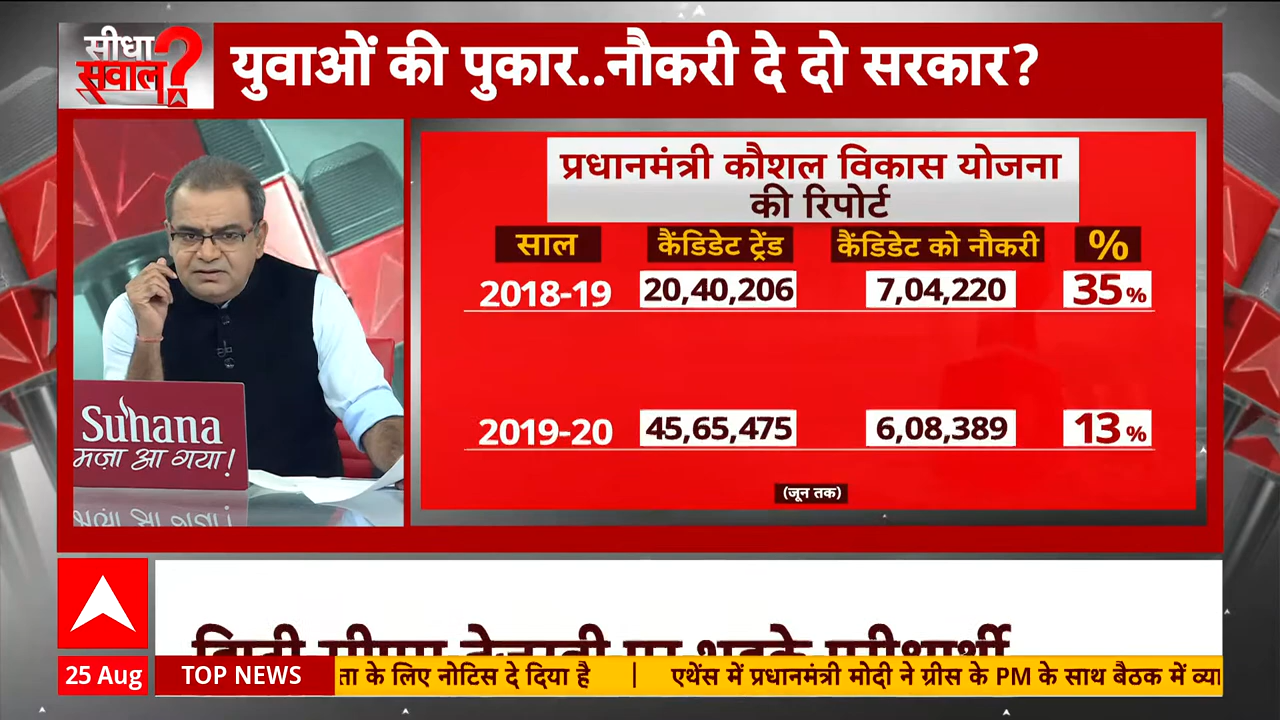 सीधा
सवाल?
युवाओं की पुकार..नौकरी दे दो सरकार?
प्रधानमंत्री कौशल विकास योजना
की रिपोर्ट
साल कैंडिडेट ट्रेंड कैंडिडेट को नौकरी %
2018-19 20,40,206 7,04,220 35%
2019-20 45,65,475 6,08,389 13%
(जून तक)
Suhana
मज़ा आ गया!
25 Aug TOP NEWS ता के लिए नोटिस दे दिया है | एथेंस में प्रधानमंत्री मोदी ने ग्रीस के PM के साथ बैठक में व्या